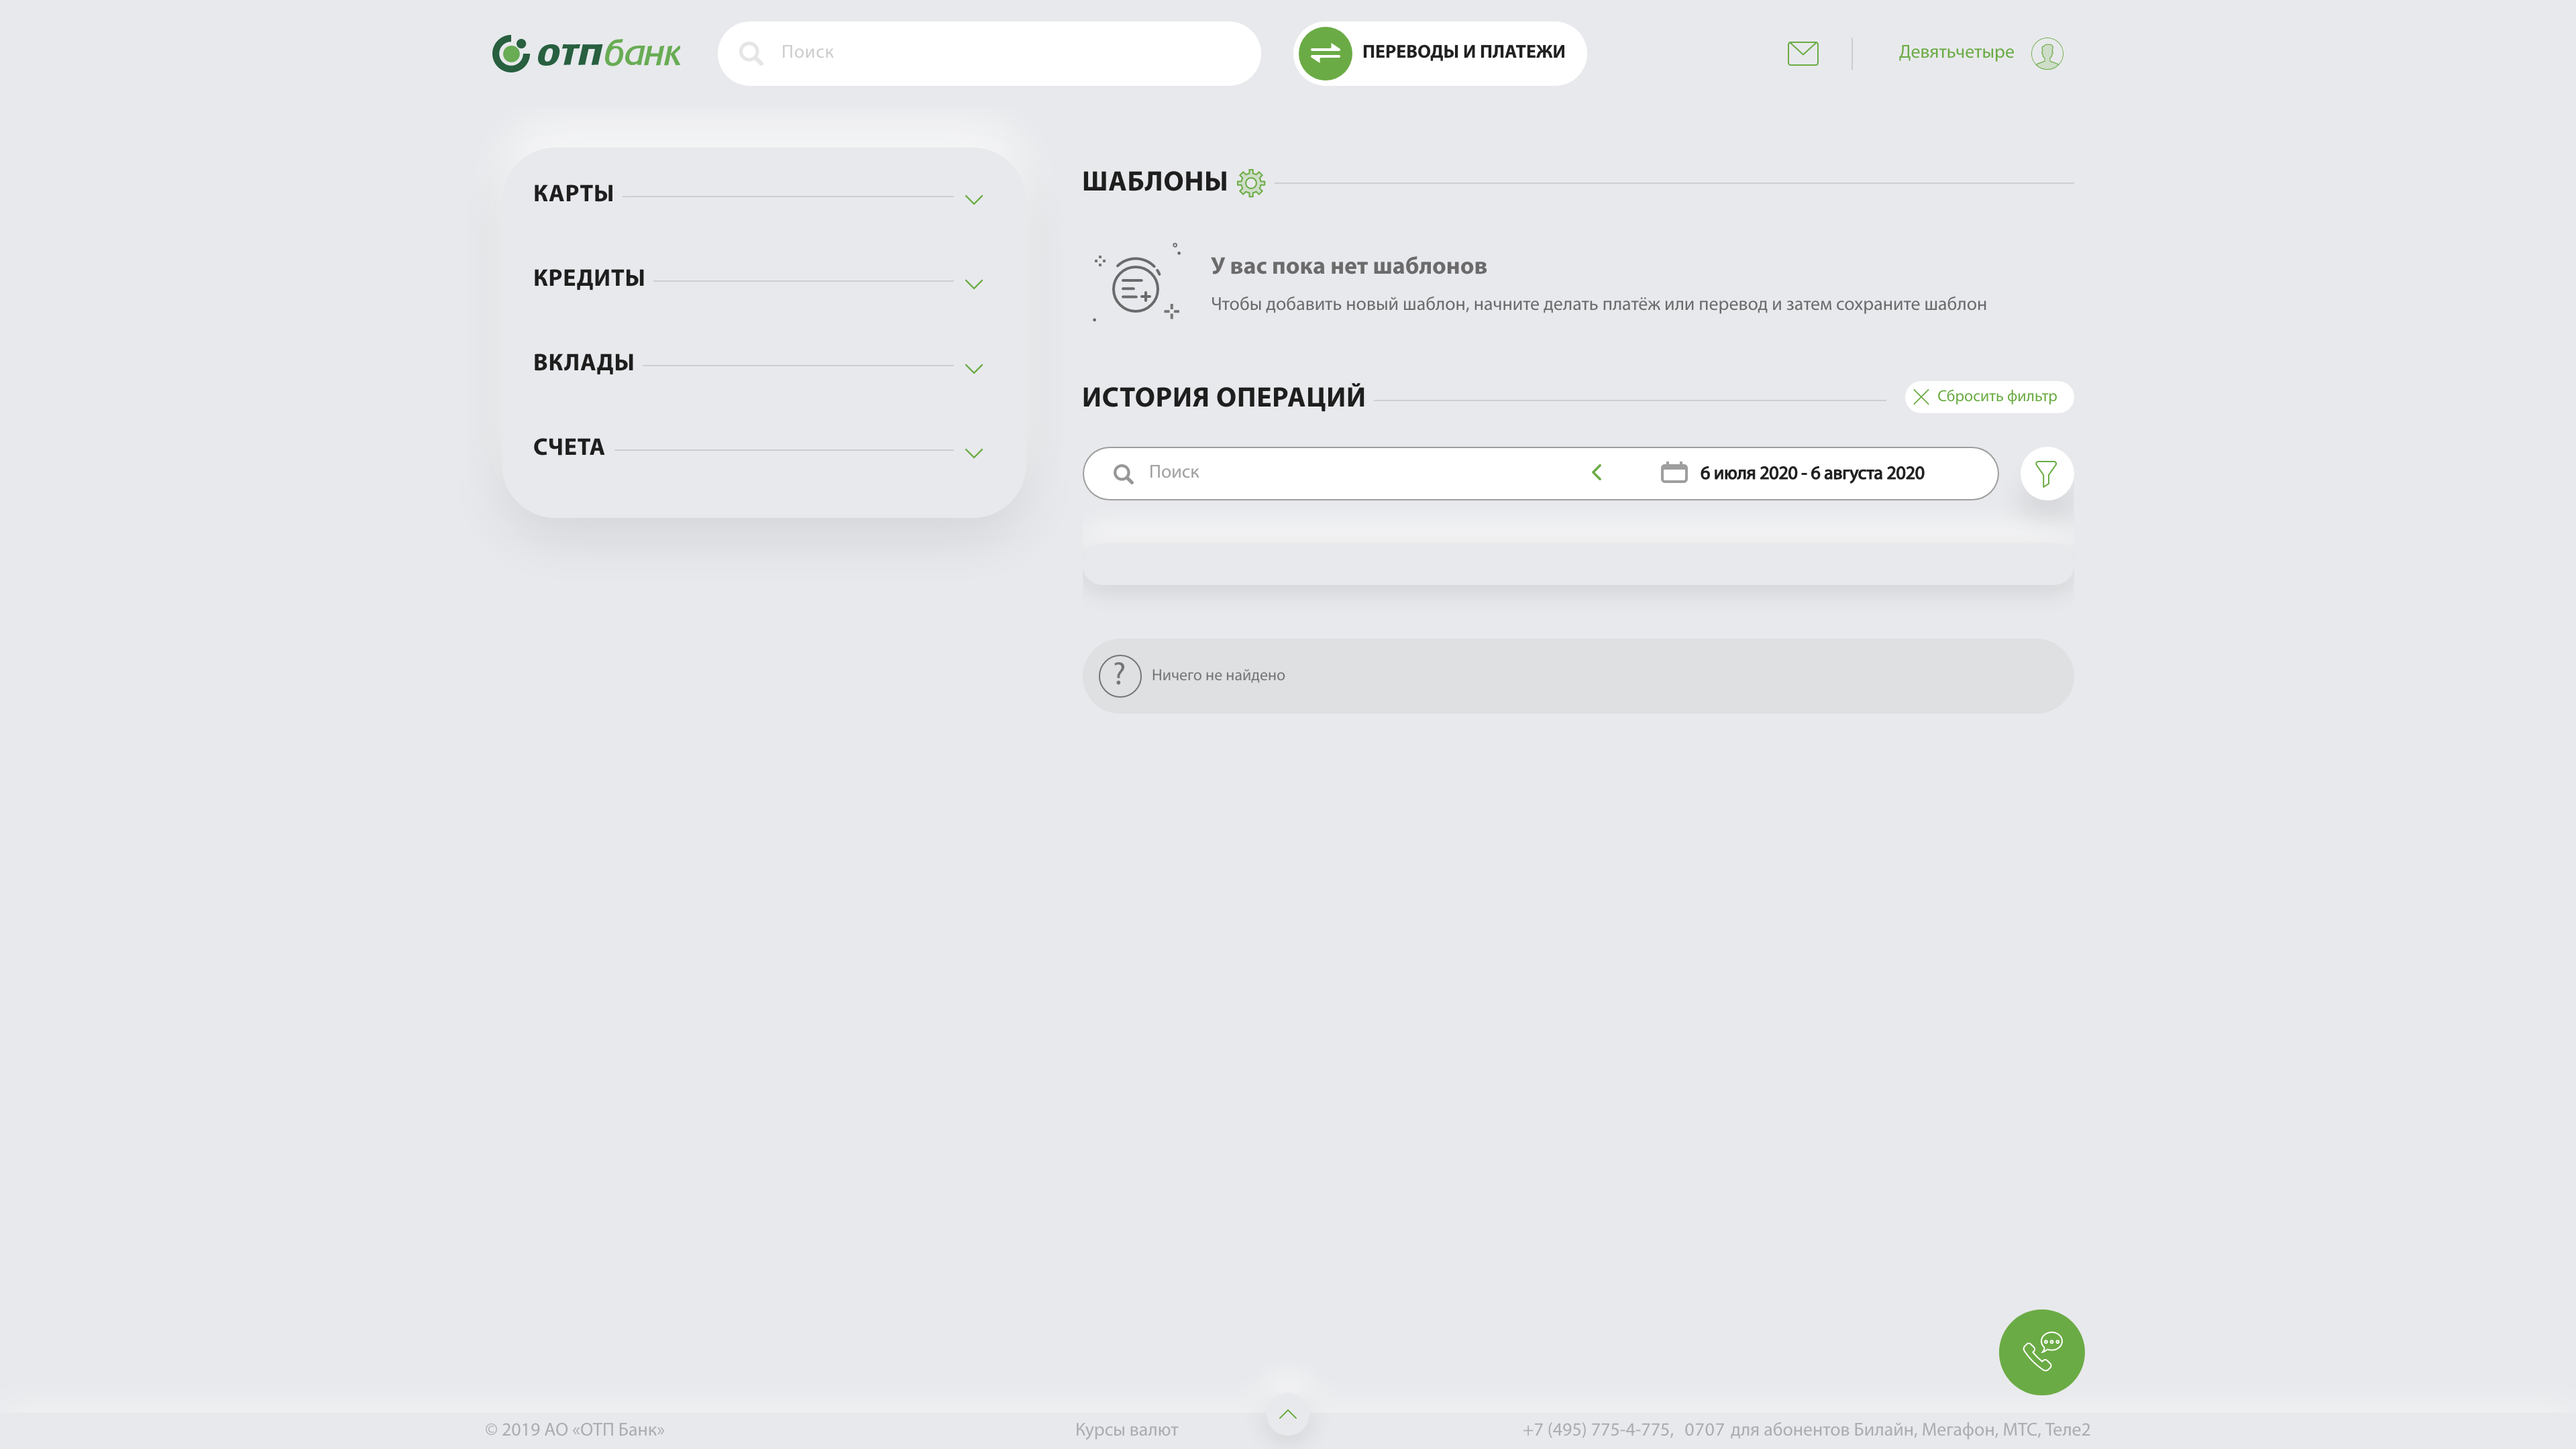 отпбанк
Поиск
ПЕРЕВОДЫ И ПЛАТЕЖИ
Девятьчетыре
КАРТЫ
КРЕДИТЫ
ВКЛАДЫ
СЧЕТА
ШАБЛОНЫ
У вас пока нет шаблонов
Чтобы добавить новый шаблон, начните делать платёж или перевод и затем сохраните шаблон
ИСТОРИЯ ОПЕРАЦИЙ
Сбросить фильтр
Поиск
6 июля 2020 - 6 августа 2020
?
Ничего не найдено
© 2019 АО «ОТП Банк»
Курсы валют
+7 (495) 775-4-775, 0707 для абонентов Билайн, Мегафон, МТС, Теле2